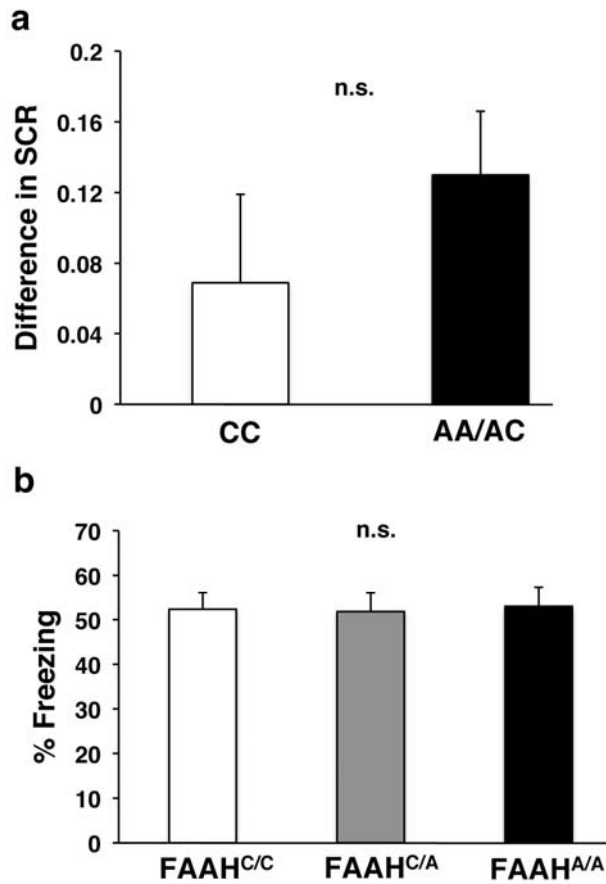 a
Difference in SCR
0.2
0.16
0.12
0.08
0.04
0
n.s.
CC AA/AC
b
% Freezing
70
60
50
40
30
20
10
0
n.s.
FAAH^C/C FAAH^C/A FAAH^A/A